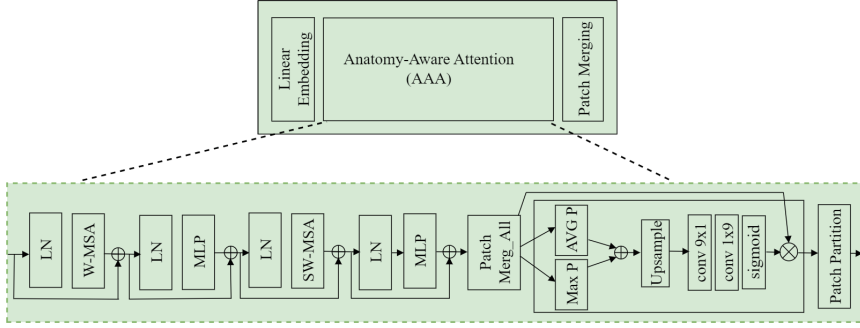 Linear
Embedding
Anatomy-Aware Attention
(AAA)
Patch Merging
LN
W-MSA
LN
MLP
LN
SW-MSA
LN
MLP
Patch
Merg_All
AVG P
Max P
Upsample
conv 9x1
conv 1x9
sigmoid
Patch Partition